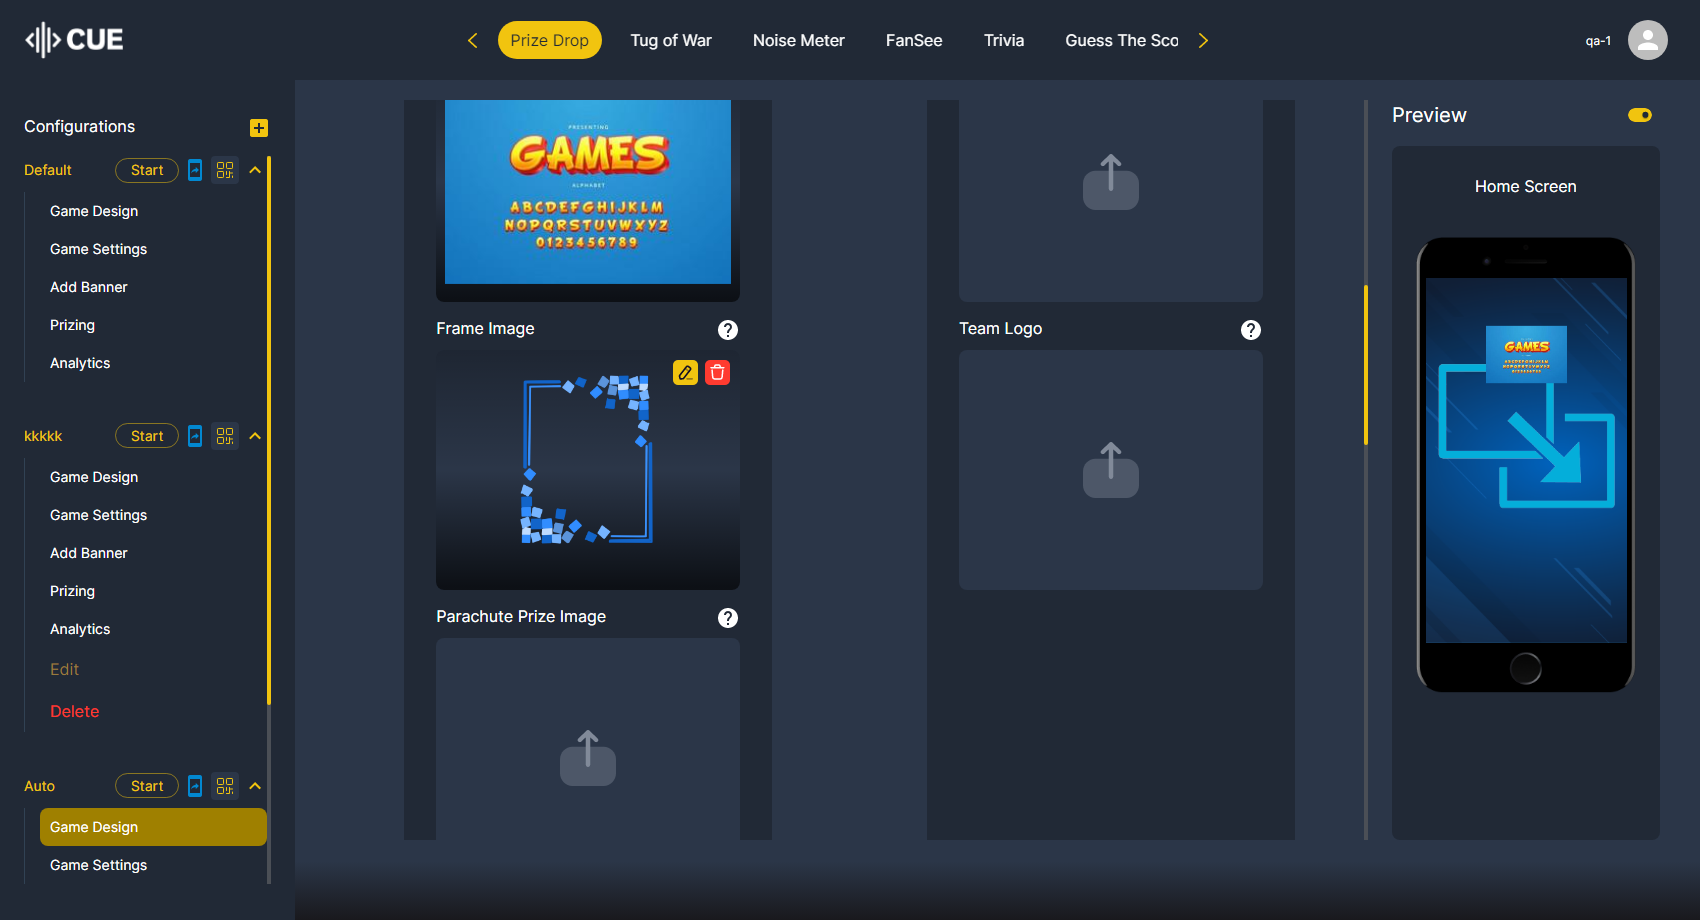 CUE
Prize Drop
Tug of War
Noise Meter
FanSee
Trivia
Guess The Sco
qa-1
Configurations
Default
Start
Game Design
Game Settings
Add Banner
Prizing
Analytics
kkkkk
Start
Game Design
Game Settings
Add Banner
Prizing
Analytics
Edit
Delete
Auto
Start
Game Design
Game Settings
PRESENTING
GAMES
ALPHABET
ABCDEFGHIJKLM
NOPQRSTUVWXYZ
0123456789
Frame Image
?
Parachute Prize Image
?
Team Logo
?
Preview
Home Screen
GAMES
ABCDEFGHIJKLM
NOPQRSTUVWXYZ
0123456789